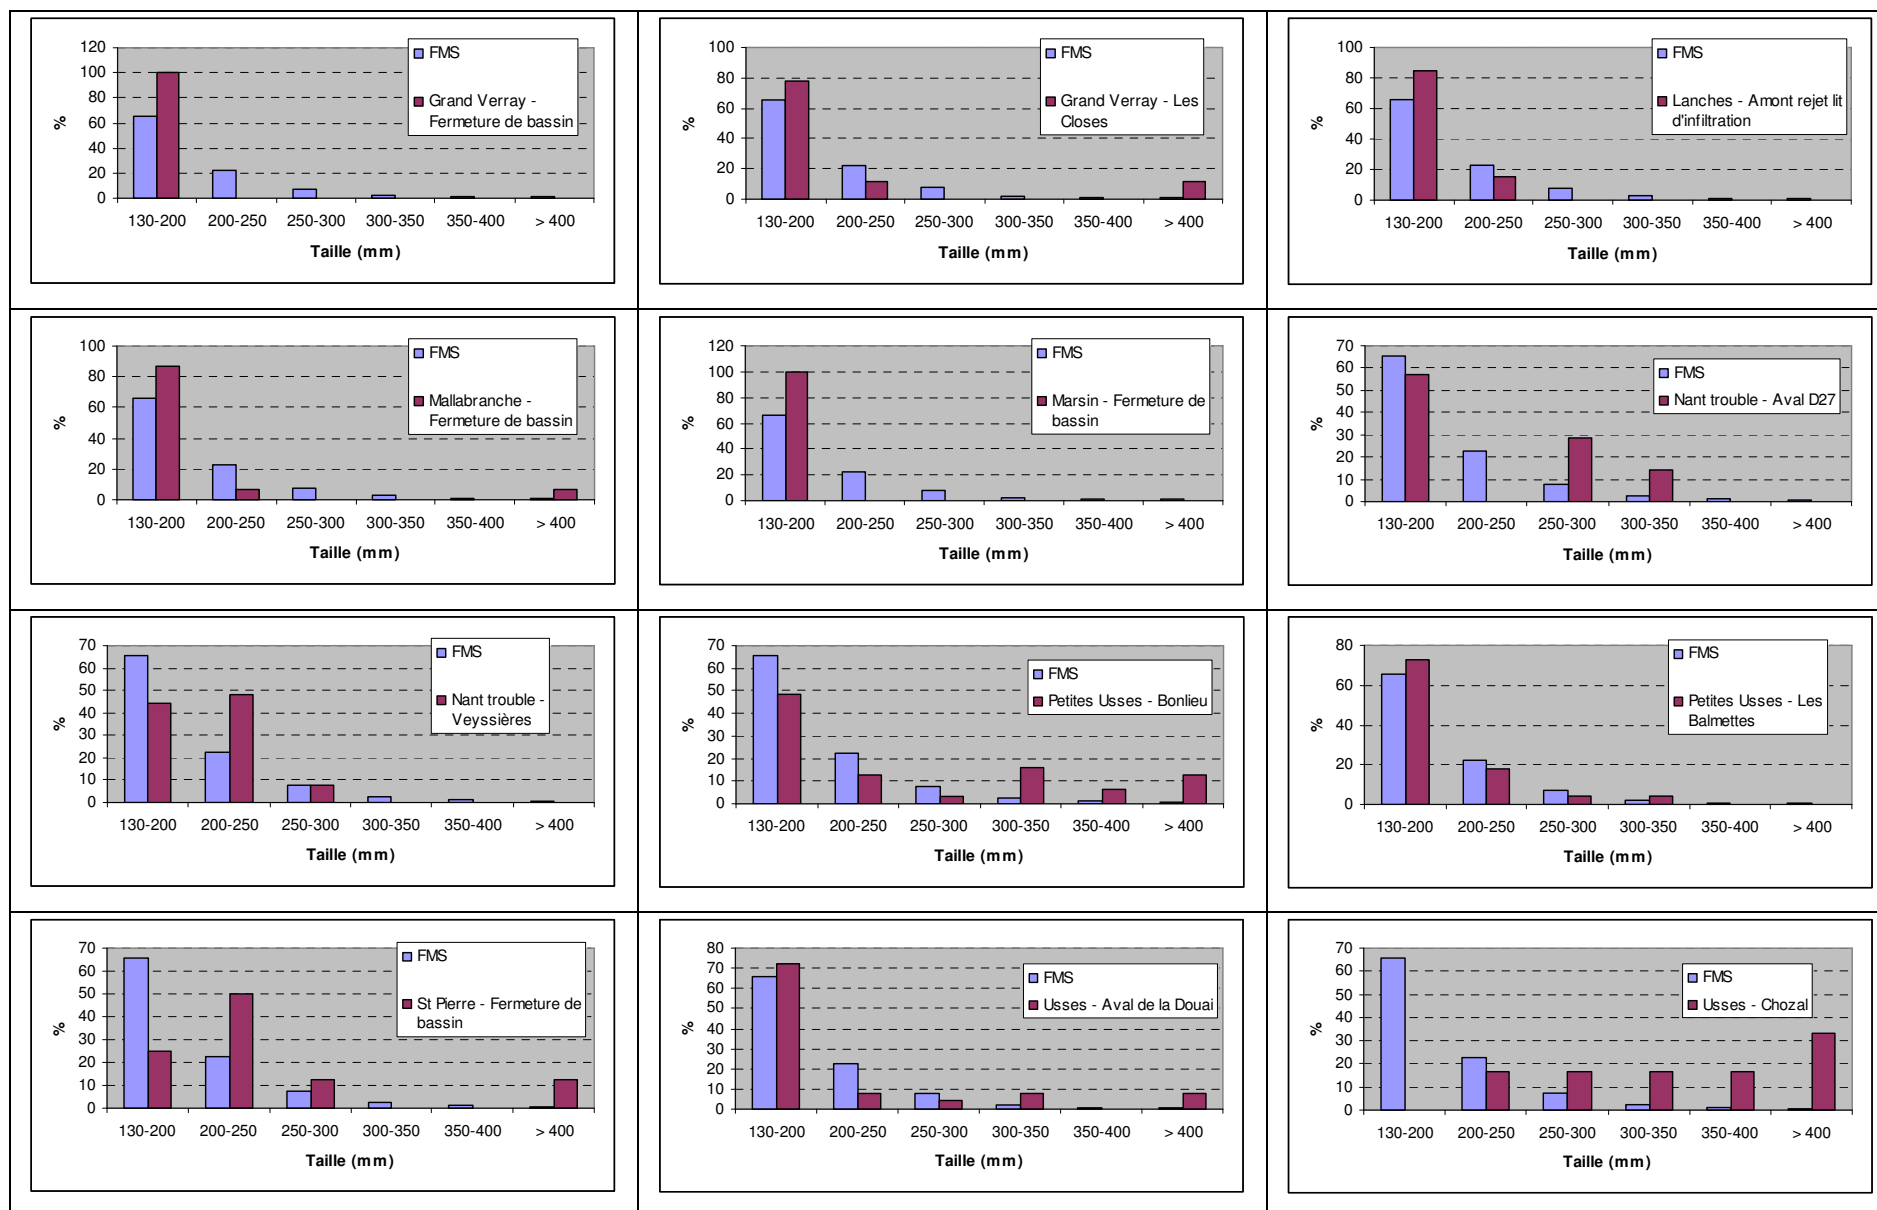 120
100
80
60
40
20
0
%
130-200 200-250 250-300 300-350 350-400 > 400
Taille (mm)
FMS
Grand Verray -
Fermeture de bassin
100
80
60
40
20
0
%
130-200 200-250 250-300 300-350 350-400 > 400
Taille (mm)
FMS
Grand Verray - Les
Closes
100
80
60
40
20
0
%
130-200 200-250 250-300 300-350 350-400 > 400
Taille (mm)
FMS
Lanches - Amont rejet lit
d'infiltration
100
80
60
40
20
0
%
130-200 200-250 250-300 300-350 350-400 > 400
Taille (mm)
FMS
Mallabranche -
Fermeture de bassin
120
100
80
60
40
20
0
%
130-200 200-250 250-300 300-350 350-400 > 400
Taille (mm)
FMS
Marsin - Fermeture de
bassin
70
60
50
40
30
20
10
0
%
130-200 200-250 250-300 300-350 350-400 > 400
Taille (mm)
FMS
Nant trouble - Aval D27
70
60
50
40
30
20
10
0
%
130-200 200-250 250-300 300-350 350-400 > 400
Taille (mm)
FMS
Nant trouble -
Veyssières
70
60
50
40
30
20
10
0
%
130-200 200-250 250-300 300-350 350-400 > 400
Taille (mm)
FMS
Petites Usses - Bonlieu
80
60
40
20
0
%
130-200 200-250 250-300 300-350 350-400 > 400
Taille (mm)
FMS
Petites Usses - Les
Balmettes
70
60
50
40
30
20
10
0
%
130-200 200-250 250-300 300-350 350-400 > 400
Taille (mm)
FMS
St Pierre - Fermeture de
bassin
80
70
60
50
40
30
20
10
0
%
130-200 200-250 250-300 300-350 350-400 > 400
Taille (mm)
FMS
Usses - Aval de la Douai
70
60
50
40
30
20
10
0
%
130-200 200-250 250-300 300-350 350-400 > 400
Taille (mm)
FMS
Usses - Chozal